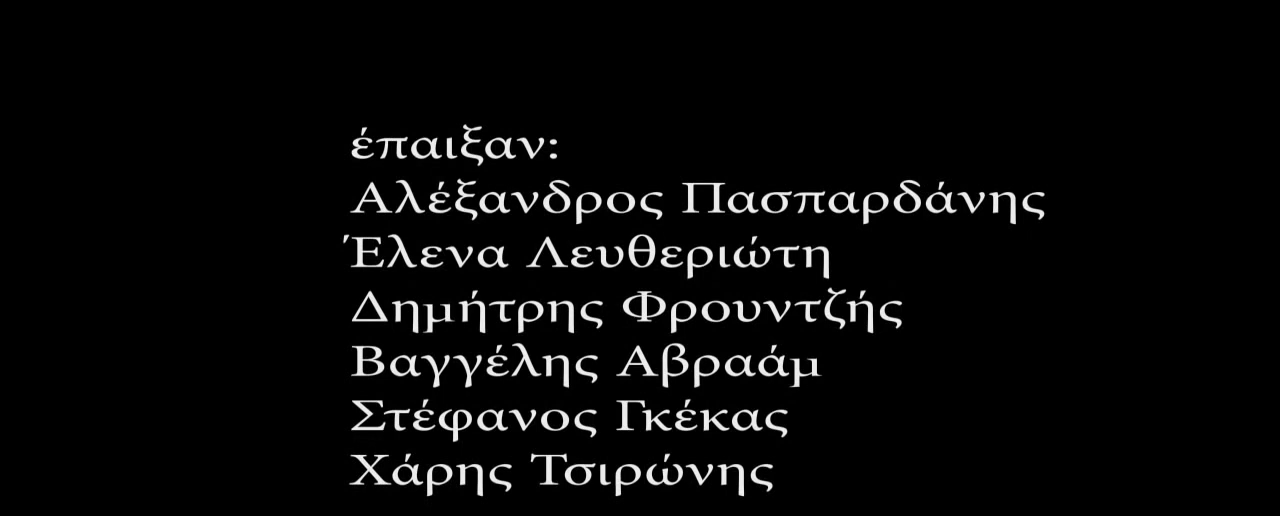 έπαιξαν:
Αλέξανδρος Πασπαρδάνης
Έλενα Λευθεριώτη
Δημήτρης Φρουντζής
Βαγγέλης Αβραάμ
Στέφανος Γκέκας
Χάρης Τσιρώνης